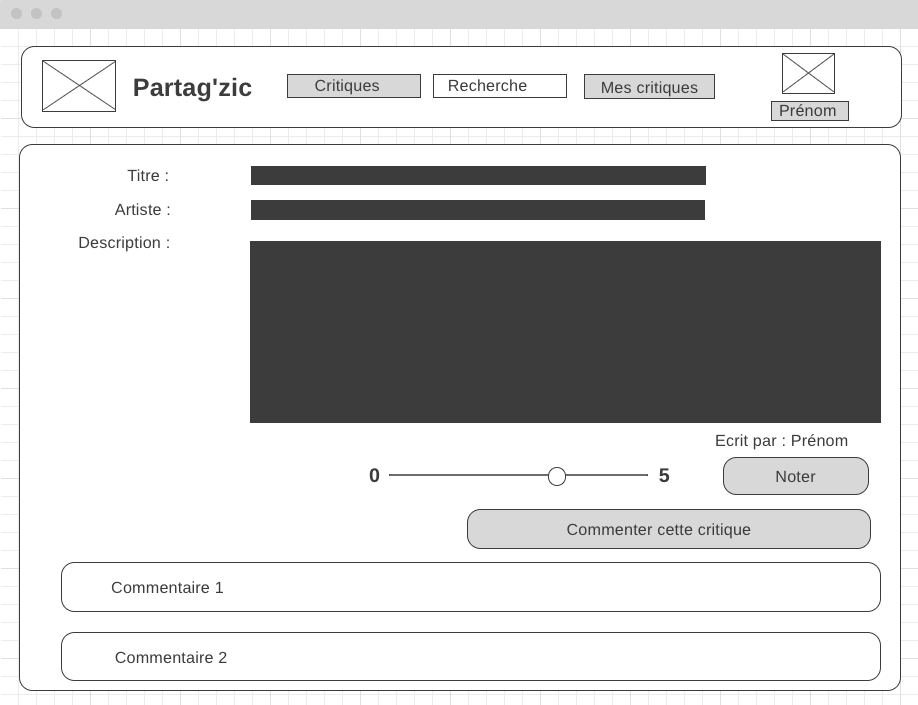 Partag'zic
Critiques
Recherche
Mes critiques
Prénom
Titre :
Artiste :
Description :
Ecrit par : Prénom
0
5
Noter
Commenter cette critique
Commentaire 1
Commentaire 2